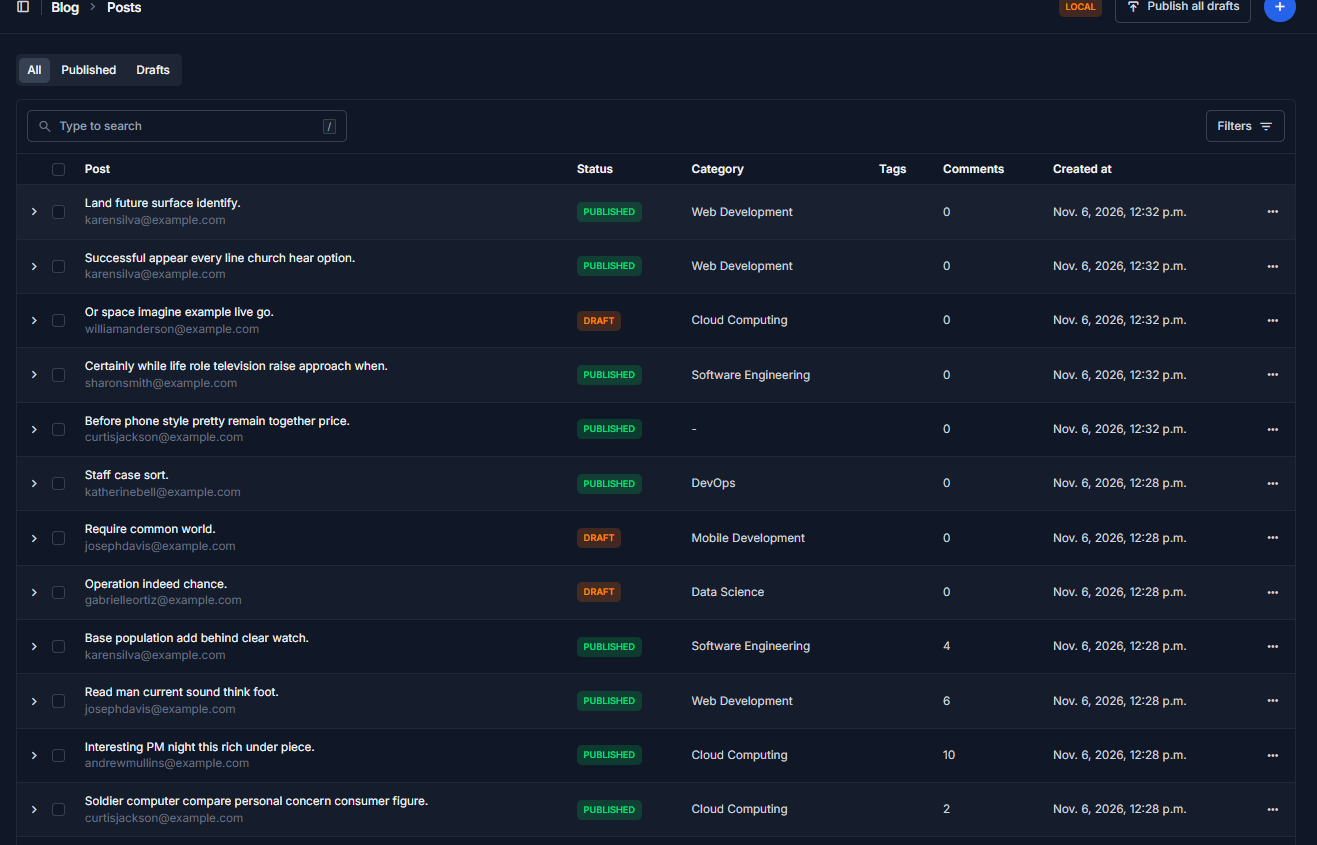 Blog > Posts
LOCAL
Publish all drafts
+
All Published Drafts
Type to search /
Filters
Post Status Category Tags Comments Created at
Land future surface identify.
karensilva@example.com
PUBLISHED Web Development 0 Nov. 6, 2026, 12:32 p.m.
Successful appear every line church hear option.
karensilva@example.com
PUBLISHED Web Development 0 Nov. 6, 2026, 12:32 p.m.
Or space imagine example live go.
williamanderson@example.com
DRAFT Cloud Computing 0 Nov. 6, 2026, 12:32 p.m.
Certainly while life role television raise approach when.
sharonsmith@example.com
PUBLISHED Software Engineering 0 Nov. 6, 2026, 12:32 p.m.
Before phone style pretty remain together price.
curtisjackson@example.com
PUBLISHED - 0 Nov. 6, 2026, 12:32 p.m.
Staff case sort.
katherinebell@example.com
PUBLISHED DevOps 0 Nov. 6, 2026, 12:28 p.m.
Require common world.
josephdavis@example.com
DRAFT Mobile Development 0 Nov. 6, 2026, 12:28 p.m.
Operation indeed chance.
gabrielleortiz@example.com
DRAFT Data Science 0 Nov. 6, 2026, 12:28 p.m.
Base population add behind clear watch.
karensilva@example.com
PUBLISHED Software Engineering 4 Nov. 6, 2026, 12:28 p.m.
Read man current sound think foot.
josephdavis@example.com
PUBLISHED Web Development 6 Nov. 6, 2026, 12:28 p.m.
Interesting PM night this rich under piece.
andrewmullins@example.com
PUBLISHED Cloud Computing 10 Nov. 6, 2026, 12:28 p.m.
Soldier computer compare personal concern consumer figure.
curtisjackson@example.com
PUBLISHED Cloud Computing 2 Nov. 6, 2026, 12:28 p.m.